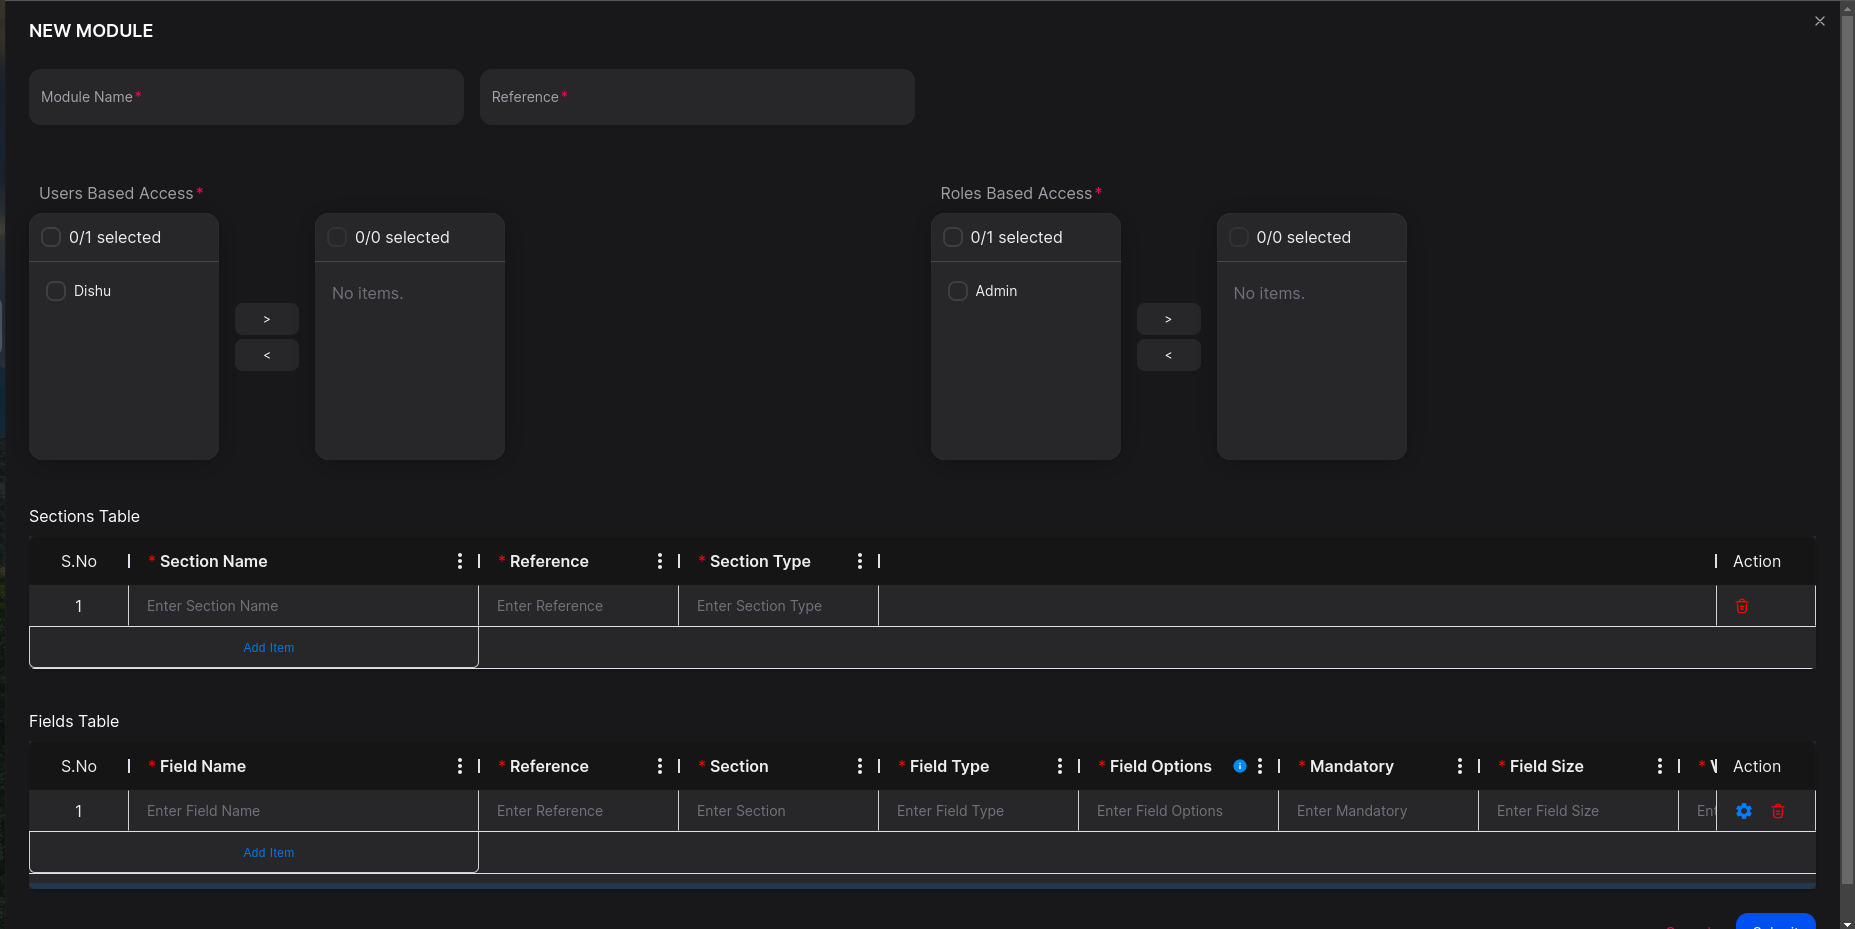 NEW MODULE
Module Name*
Reference*
Users Based Access*
Roles Based Access*
0/1 selected
0/0 selected
0/1 selected
0/0 selected
Dishu
No items.
Admin
No items.
>
>
<
<
Sections Table
S.No * Section Name * Reference * Section Type Action
1 Enter Section Name Enter Reference Enter Section Type
Add Item
Fields Table
S.No * Field Name * Reference * Section * Field Type * Field Options * Mandatory * Field Size * Action
1 Enter Field Name Enter Reference Enter Section Enter Field Type Enter Field Options Enter Mandatory Enter Field Size
Add Item